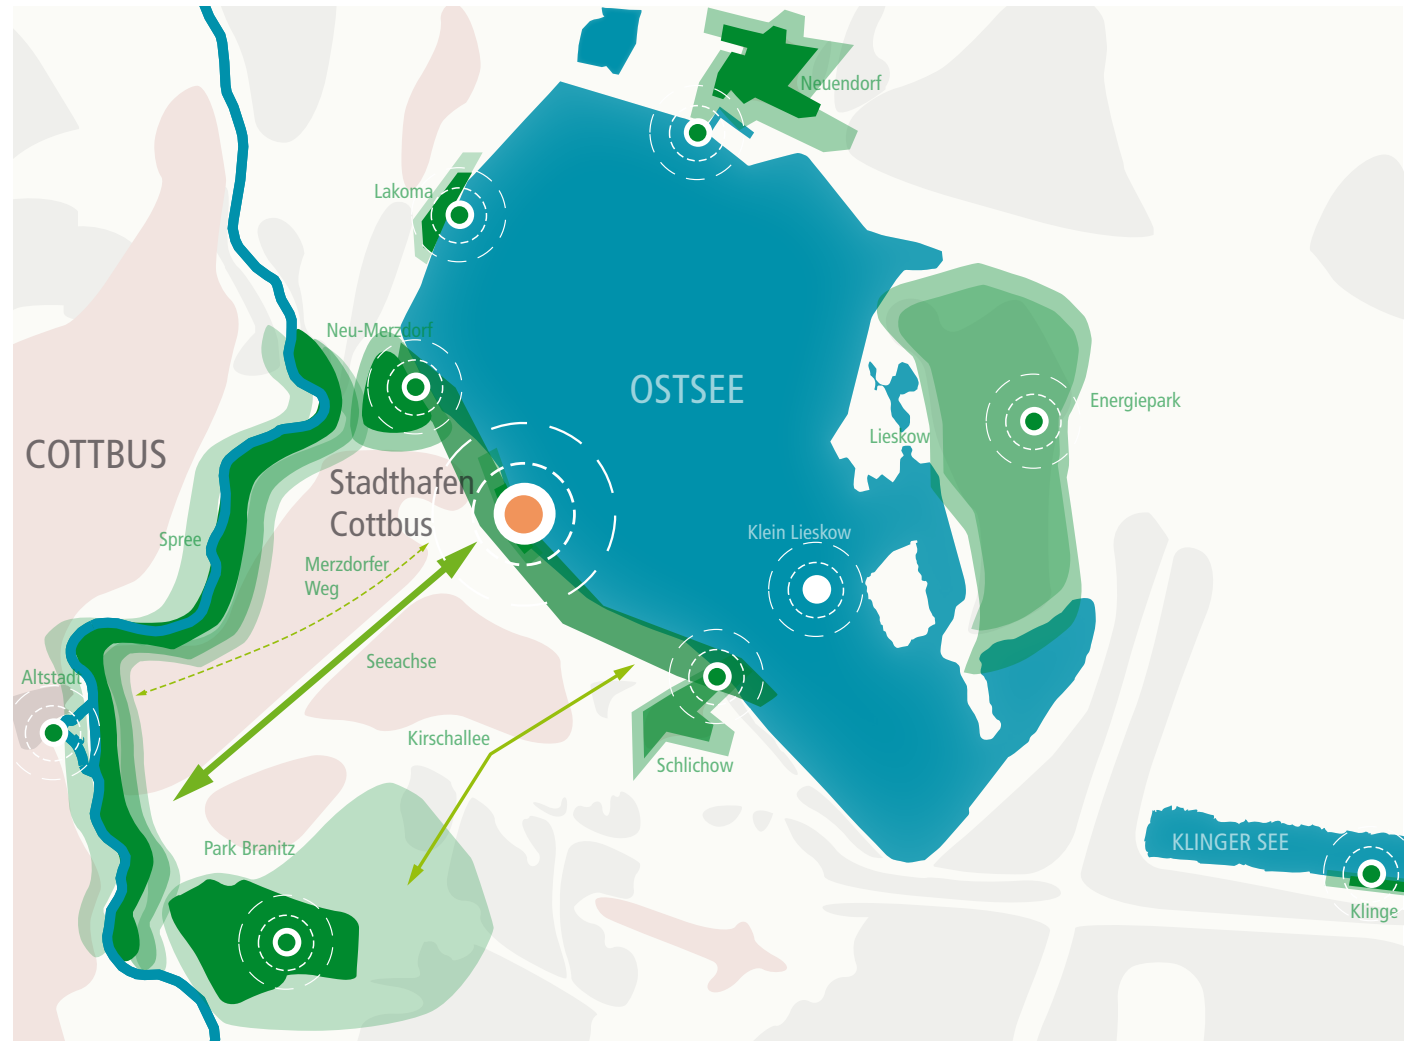 Neuendorf
Lakoma
Neu-Merzdorf
OSTSEE
Energiepark
Lieskow
COTTBUS
Stadthafen
Cottbus
Klein Lieskow
Spree
Merzdorfer
Weg
Seeachse
Altstadt
Kirschallee
Schlichow
Park Branitz
KLINGER SEE
Klinge